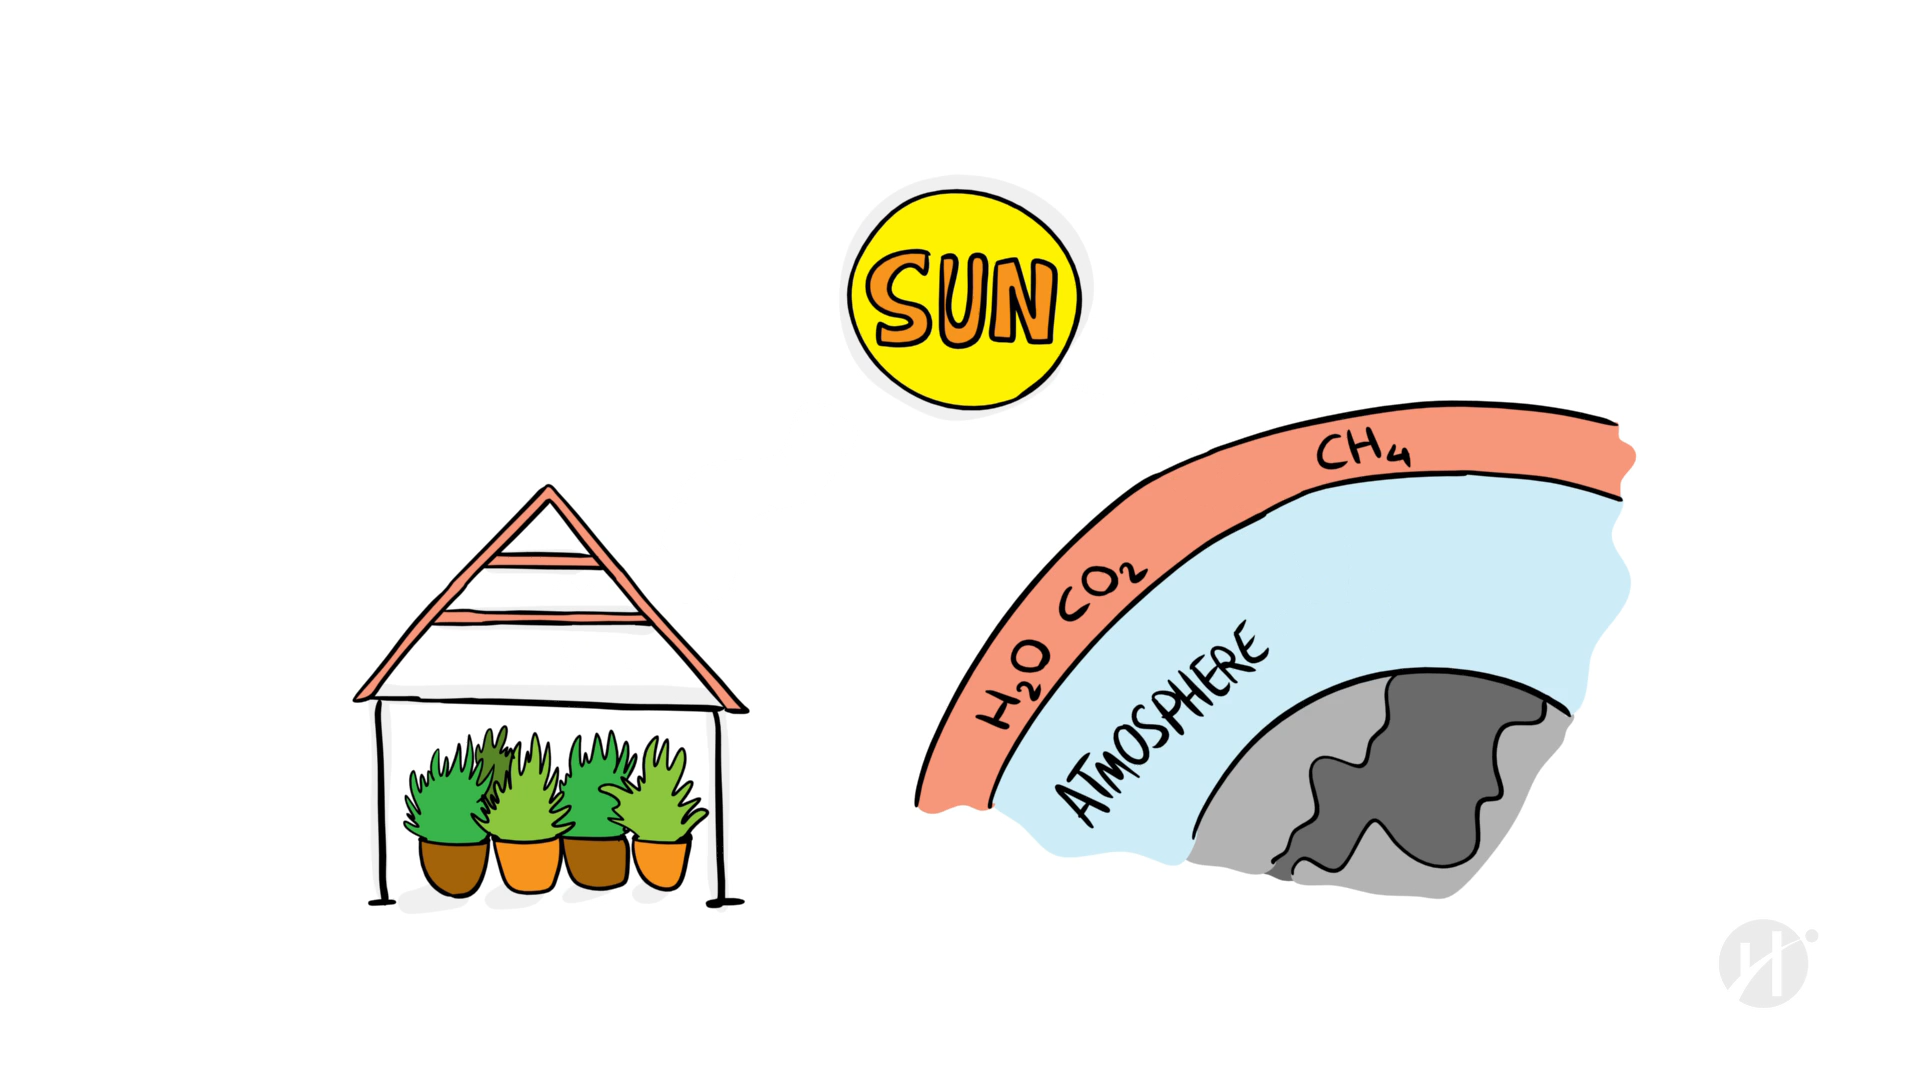 SUN
CH₄
H₂O CO₂
ATMOSPHERE